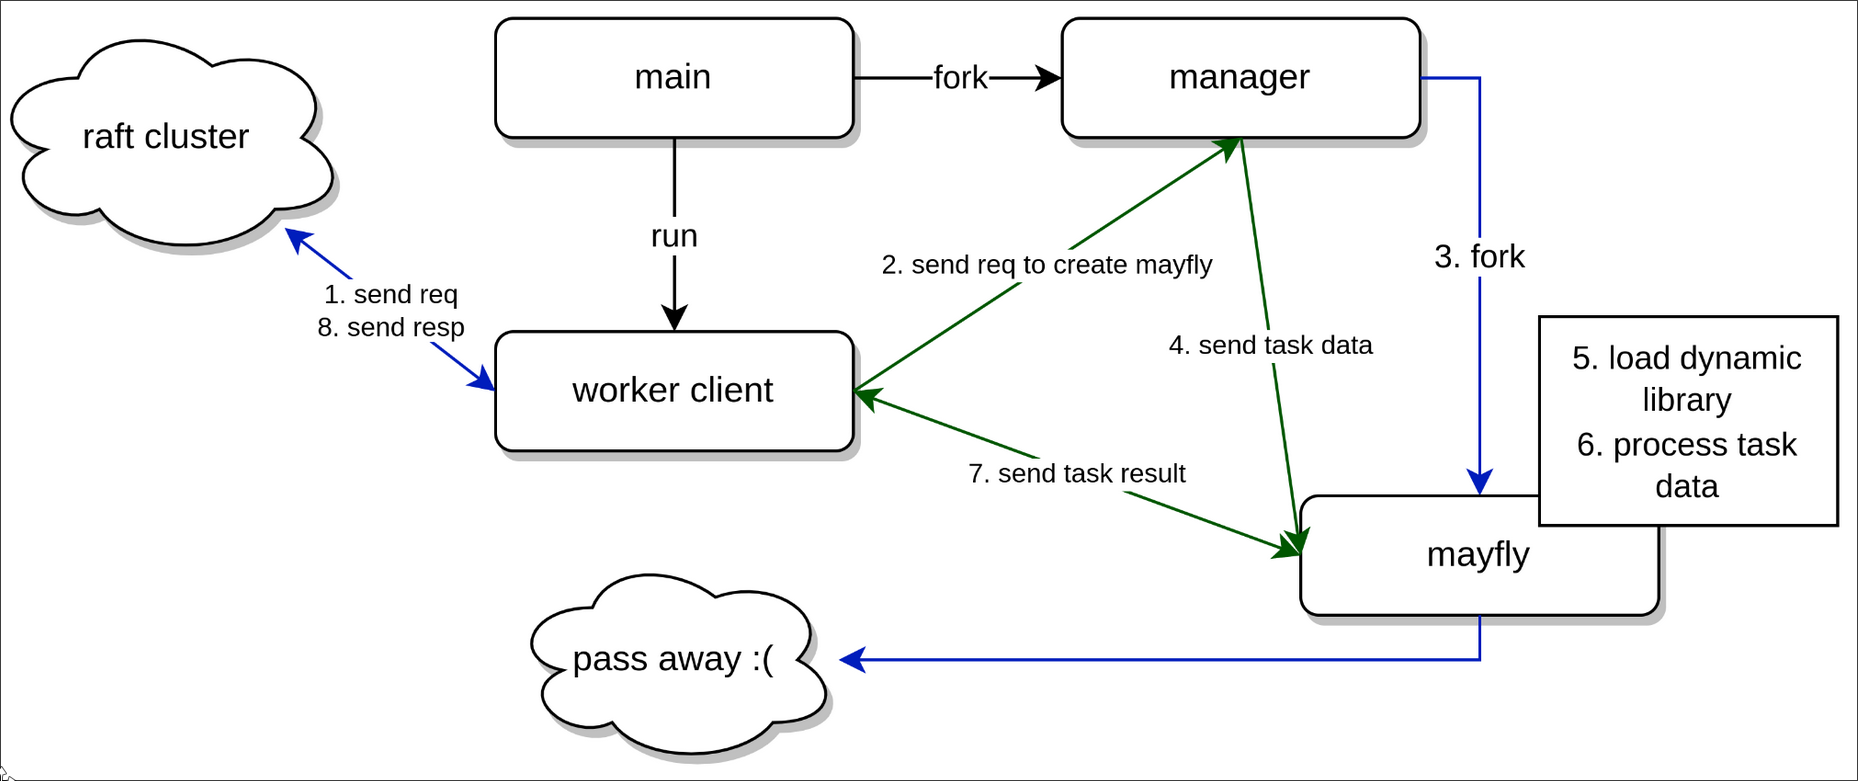 main
fork
manager
raft cluster
run
3. fork
2. send req to create mayfly
1. send req
8. send resp
4. send task data
worker client
5. load dynamic
library
6. process task
data
7. send task result
mayfly
pass away :(